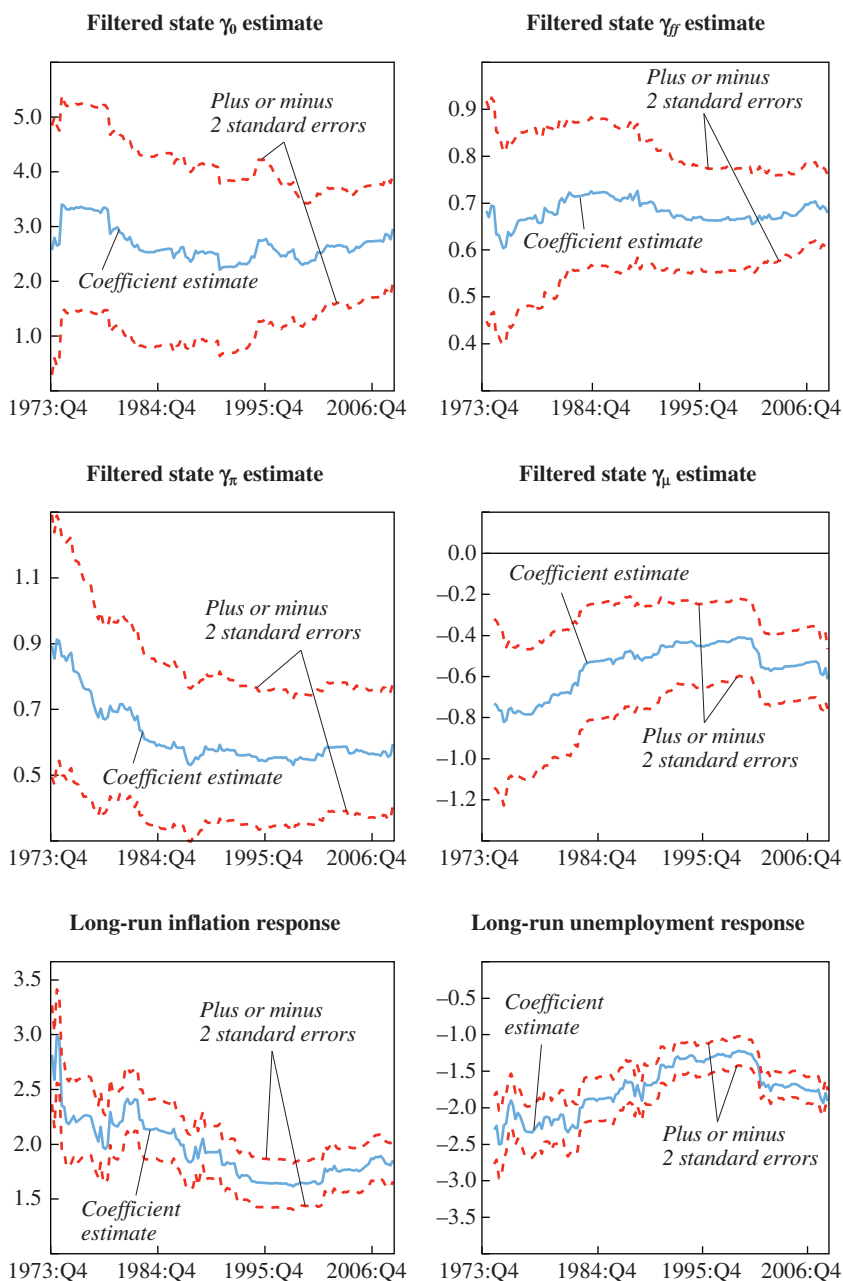 Filtered state γ0 estimate
5.0
4.0
3.0
2.0
1.0
Plus or minus
2 standard errors
Coefficient estimate
1973:Q4 1984:Q4 1995:Q4 2006:Q4
Filtered state γff estimate
0.9
0.8
0.7
0.6
0.5
0.4
Plus or minus
2 standard errors
Coefficient estimate
1973:Q4 1984:Q4 1995:Q4 2006:Q4
Filtered state γπ estimate
1.1
0.9
0.7
0.5
Plus or minus
2 standard errors
Coefficient estimate
1973:Q4 1984:Q4 1995:Q4 2006:Q4
Filtered state γμ estimate
0.0
–0.2
–0.4
–0.6
–0.8
–1.0
–1.2
Coefficient estimate
Plus or minus
2 standard errors
1973:Q4 1984:Q4 1995:Q4 2006:Q4
Long-run inflation response
3.5
3.0
2.5
2.0
1.5
Plus or minus
2 standard errors
Coefficient
estimate
1973:Q4 1984:Q4 1995:Q4 2006:Q4
Long-run unemployment response
–0.5
–1.0
–1.5
–2.0
–2.5
–3.0
–3.5
Coefficient
estimate
Plus or minus
2 standard errors
1973:Q4 1984:Q4 1995:Q4 2006:Q4